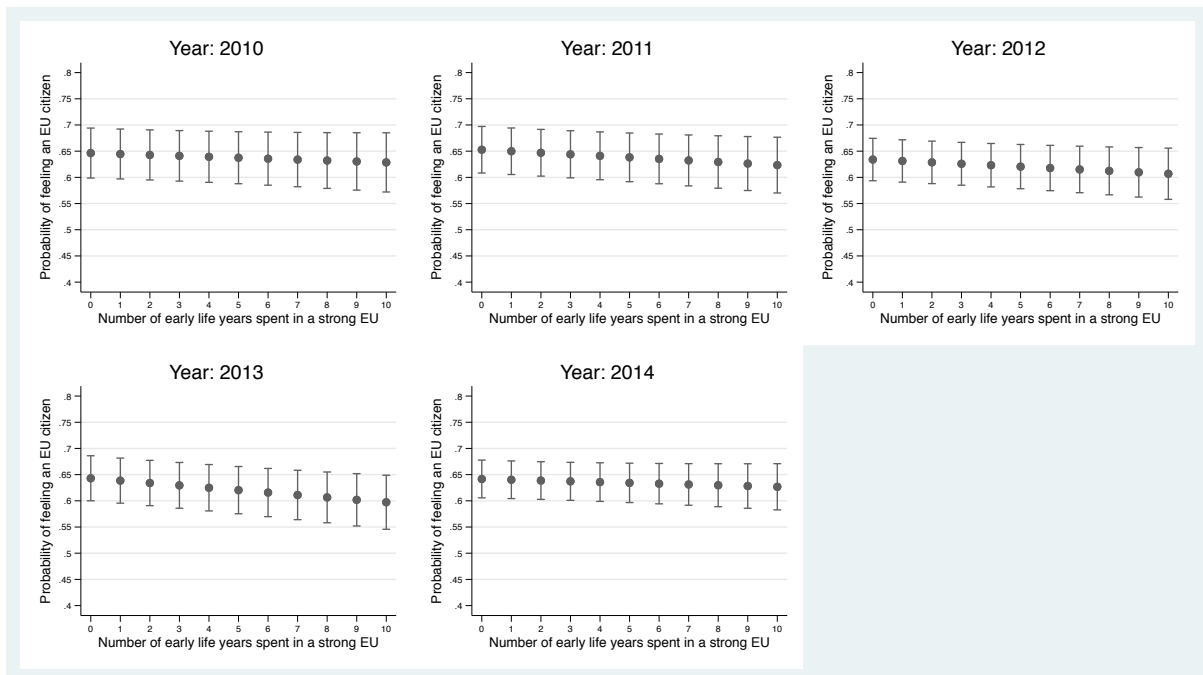 Year: 2010
Probability of feeling an EU citizen
.8
.75
.7
.65
.6
.55
.5
.45
.4
0 1 2 3 4 5 6 7 8 9 10
Number of early life years spent in a strong EU
Year: 2011
Probability of feeling an EU citizen
.8
.75
.7
.65
.6
.55
.5
.45
.4
0 1 2 3 4 5 6 7 8 9 10
Number of early life years spent in a strong EU
Year: 2012
Probability of feeling an EU citizen
.8
.75
.7
.65
.6
.55
.5
.45
.4
0 1 2 3 4 5 6 7 8 9 10
Number of early life years spent in a strong EU
Year: 2013
Probability of feeling an EU citizen
.8
.75
.7
.65
.6
.55
.5
.45
.4
0 1 2 3 4 5 6 7 8 9 10
Number of early life years spent in a strong EU
Year: 2014
Probability of feeling an EU citizen
.8
.75
.7
.65
.6
.55
.5
.45
.4
0 1 2 3 4 5 6 7 8 9 10
Number of early life years spent in a strong EU